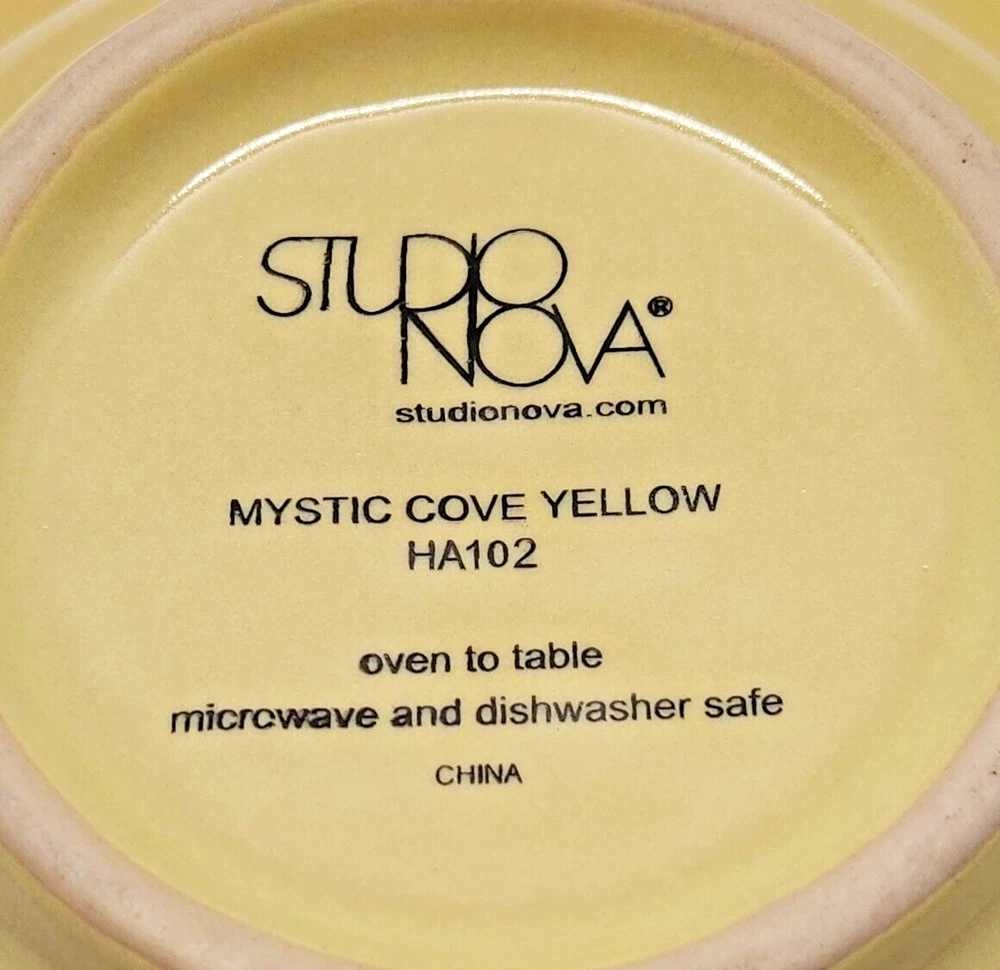 STUDIO
NOVA®
studionova.com
MYSTIC COVE YELLOW
HA102
oven to table
microwave and dishwasher safe
CHINA